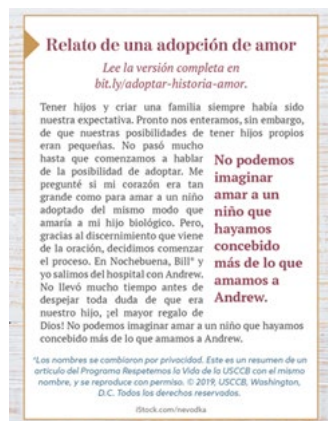 Relato de una adopción de amor
Lee la versión completa en
bit.ly/adoptar-historia-amor.
Tener hijos y criar una familia siempre había sido
nuestra expectativa. Pronto nos enteramos, sin embargo,
de que nuestras posibilidades de tener hijos propios
eran pequeñas. No pasó mucho
hasta que comenzamos a hablar
de la posibilidad de adoptar. Me
pregunté si mi corazón era tan
grande como para amar a un niño
adoptado del mismo modo que
amaría a mi hijo biológico. Pero,
gracias al discernimiento que viene
de la oración, decidimos comenzar
el proceso. En Nochebuena, Bill* y
yo salimos del hospital con Andrew.
No llevó mucho tiempo antes de
despejar toda duda de que era
nuestro hijo, ¡el mayor regalo de
Dios! No podemos imaginar amar a un niño que hayamos
concebido más de lo que amamos a Andrew.
No podemos
imaginar
amar a un
niño que
hayamos
concebido
más de lo que
amamos a
Andrew.
*Los nombres se cambiaron por privacidad. Este es un resumen de un
artículo del Programa Respetemos la Vida de la USCCB con el mismo
nombre, y se reproduce con permiso. © 2019, USCCB, Washington,
D.C. Todos los derechos reservados.
iStock.com/nevodka